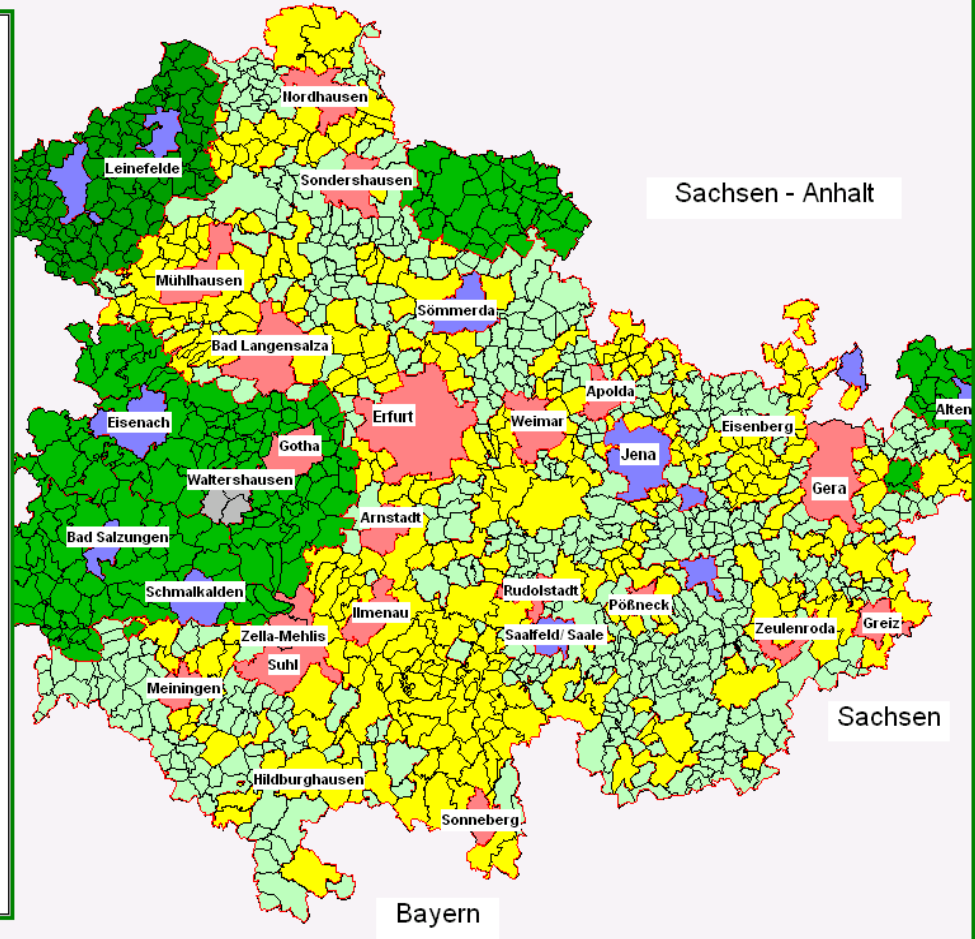 Nordhausen
Leinefelde
Sondershausen
Sachsen - Anhalt
Mühlhausen
Sömmerda
Bad Langensalza
Apolda
Alten
Erfurt
Weimar
Eisenach
Eisenberg
Gotha
Jena
Waltershausen
Gera
Arnstadt
Bad Salzungen
Schmalkalden
Rudolstadt
Pößneck
Ilmenau
Greiz
Zeulenroda
Zella-Mehlis
Saalfeld/ Saale
Suhl
Meiningen
Sachsen
Hildburghausen
Sonneberg
Bayern